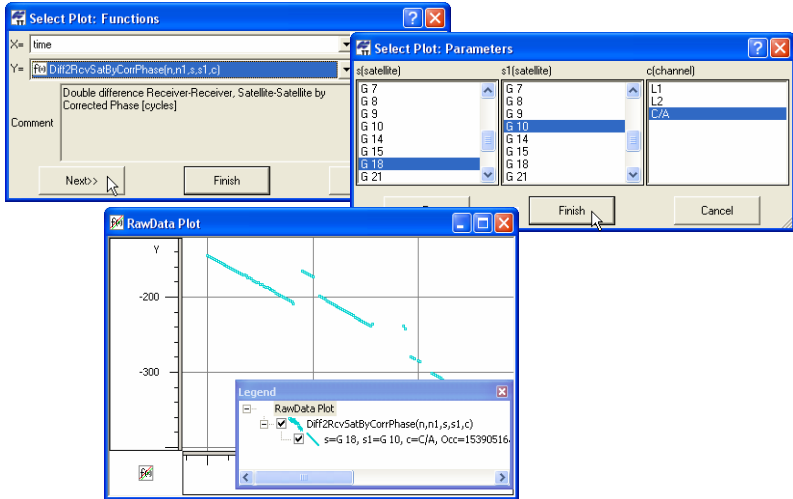 Select Plot: Functions
X= time
Y= f(x) Diff2RcvSatByCorrPhase(n,n1,s,s1,c)
Comment
Double difference Receiver-Receiver, Satellite-Satellite by
Corrected Phase [cycles]
Next>>
Finish
Select Plot: Parameters
s(satellite) s1(satellite) c(channel)
G 7 G 7 L1
G 8 G 8 L2
G 9 G 9 C/A
G 10 G 10
G 14 G 14
G 15 G 15
G 18 G 18
G 21 G 21
Finish
Cancel
RawData Plot
Y
-200
-300
Legend
RawData Plot
Diff2RcvSatByCorrPhase(n,n1,s,s1,c)
s=G 18, s1=G 10, c=C/A, Occ=15390516